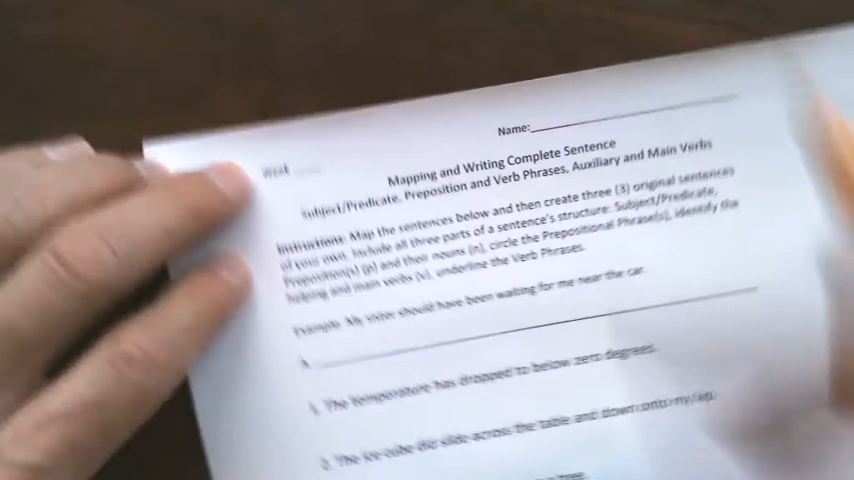 Name:
Week
Mapping and Writing Complete Sentence
Subject/Predicate, Preposition and Verb Phrases, Auxiliary and Main Verbs
Instructions: Map the sentences below and then create three (3) original sentences
of your own. Include all three parts of a sentence's structure: Subject/Predicate,
Preposition(s) (p) and their nouns (n), circle the Prepositional Phrase(s), identify the
helping and main verbs (v), underline the Verb Phrases.
Example: My sister should have been waiting for me near the car.
1. The temperature has dropped to below zero degrees.
2. The ice cube did slide across the table and down onto my lap.
tree